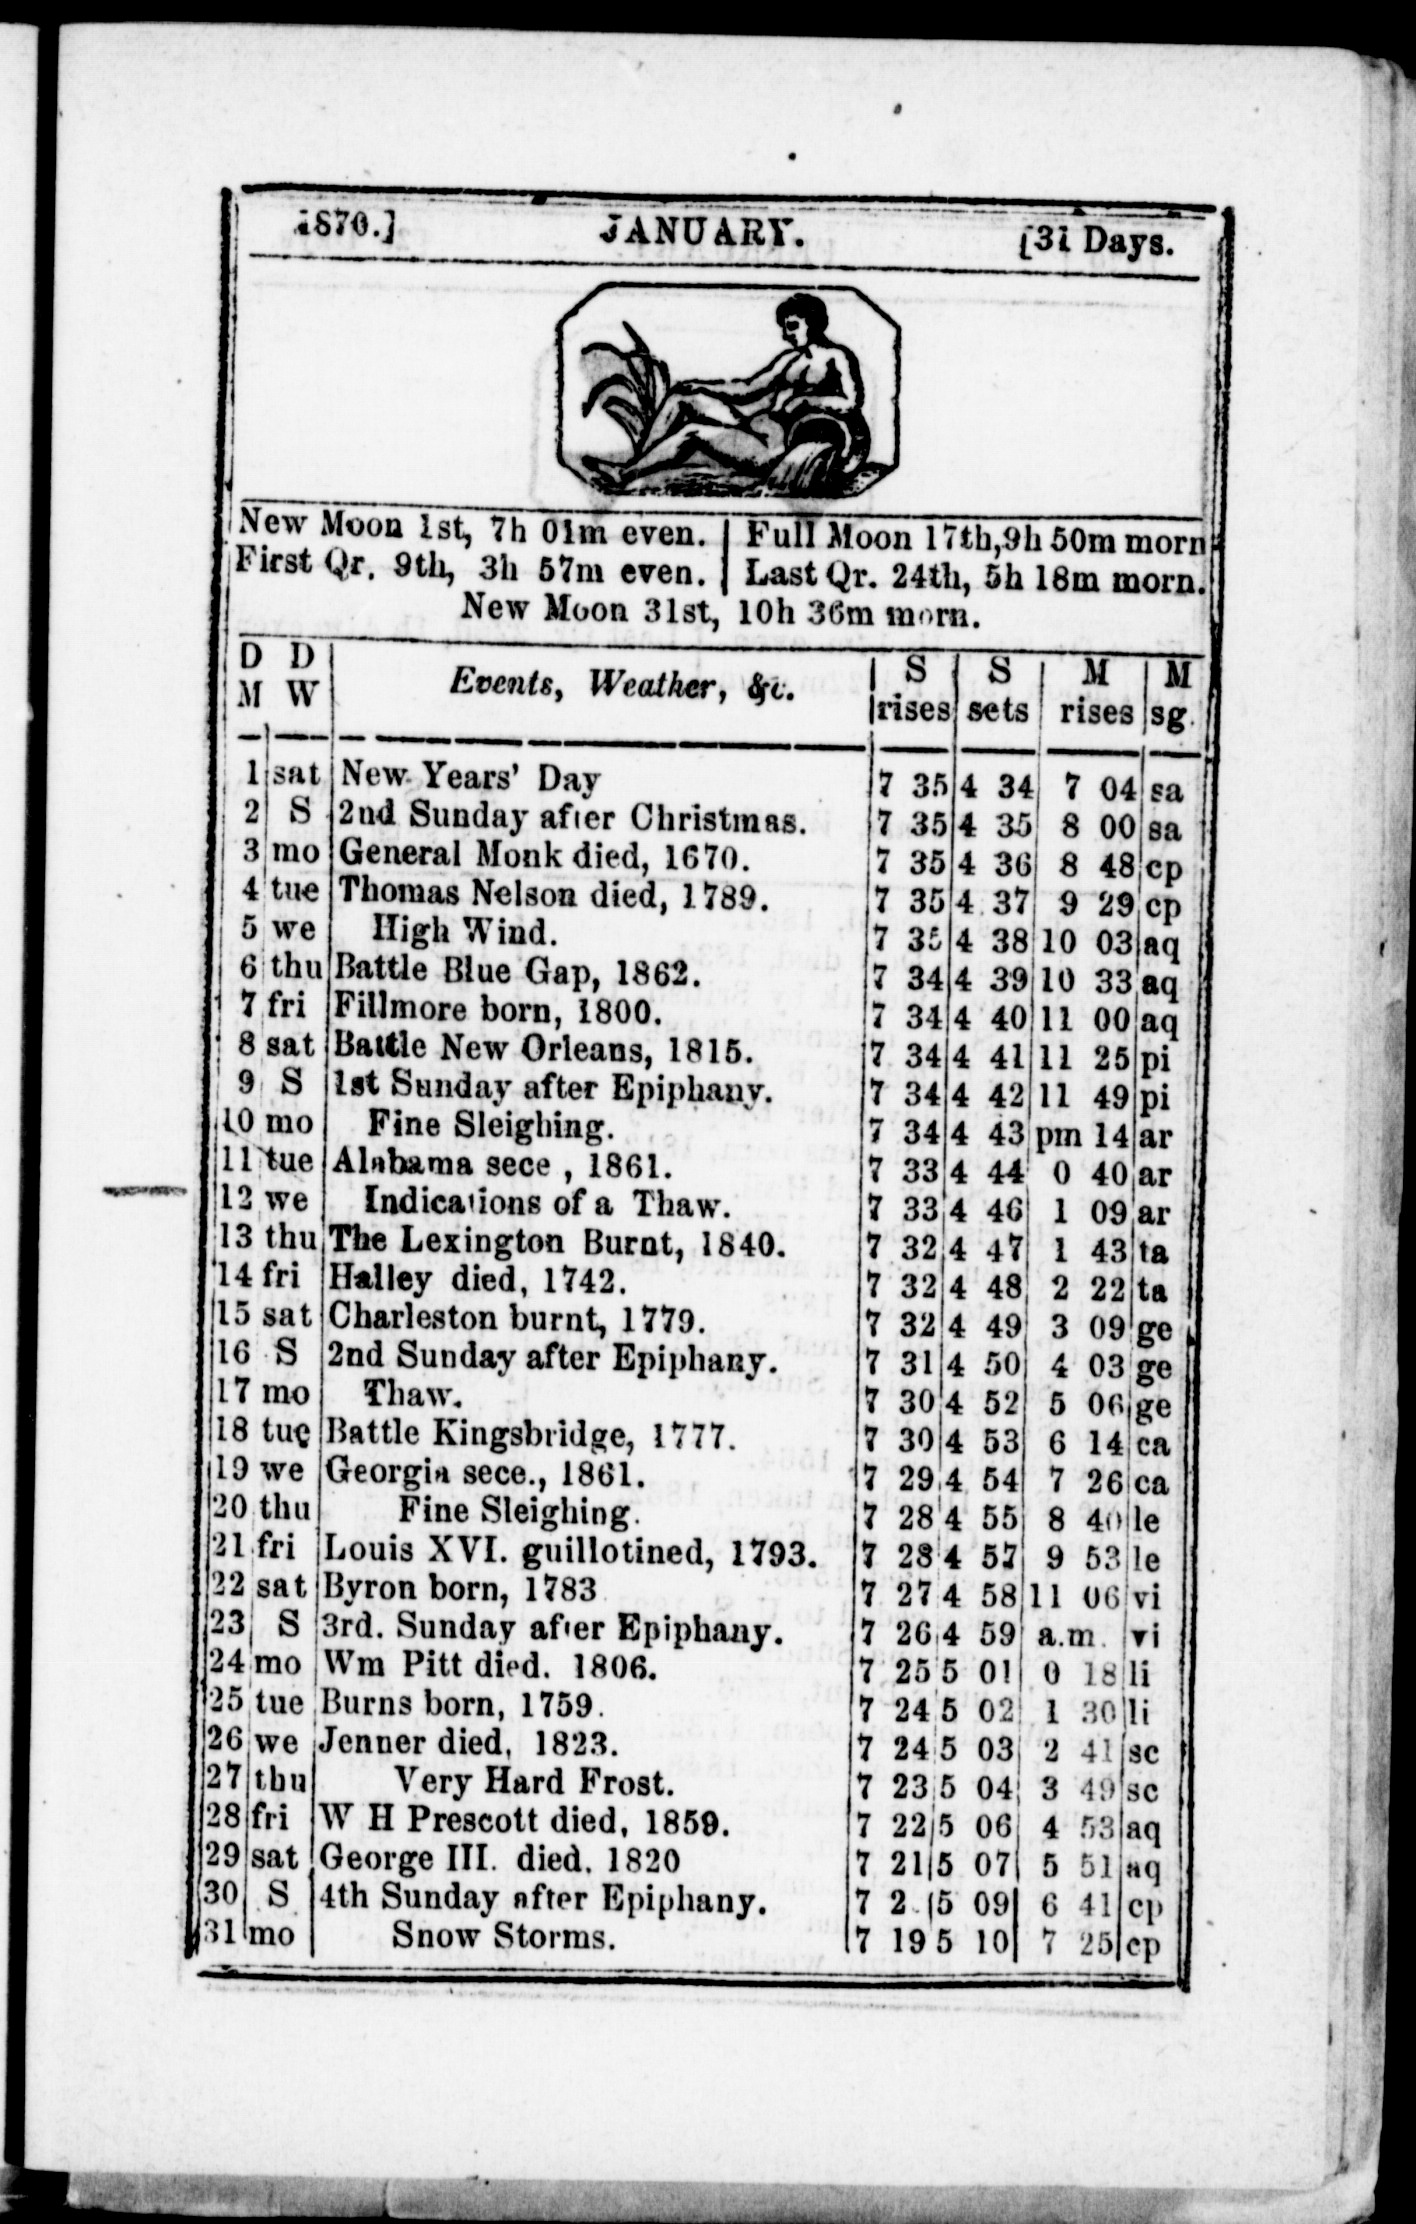 1870.] JANUARY. [31 Days.
New Moon 1st, 7h 01m even. | Full Moon 17th, 9h 50m morn
First Qr. 9th, 3h 57m even. | Last Qr. 24th, 5h 18m morn.
New Moon 31st, 10h 36m morn.
D D Events, Weather, &c. S S M M
M W rises sets rises sg.
1 sat New Years' Day 7 35 4 34 7 04 sa
2 S 2nd Sunday after Christmas. 7 35 4 35 8 00 sa
3 mo General Monk died, 1670. 7 35 4 36 8 48 cp
4 tue Thomas Nelson died, 1789. 7 35 4 37 9 29 cp
5 we High Wind. 7 35 4 38 10 03 aq
6 thu Battle Blue Gap, 1862. 7 34 4 39 10 33 aq
7 fri Fillmore born, 1800. 7 34 4 40 11 00 aq
8 sat Battle New Orleans, 1815. 7 34 4 41 11 25 pi
9 S 1st Sunday after Epiphany. 7 34 4 42 11 49 pi
10 mo Fine Sleighing. 7 34 4 43 pm 14 ar
11 tue Alabama sece , 1861. 7 33 4 44 0 40 ar
12 we Indications of a Thaw. 7 33 4 46 1 09 ar
13 thu The Lexington Burnt, 1840. 7 32 4 47 1 43 ta
14 fri Halley died, 1742. 7 32 4 48 2 22 ta
15 sat Charleston burnt, 1779. 7 32 4 49 3 09 ge
16 S 2nd Sunday after Epiphany. 7 31 4 50 4 03 ge
17 mo Thaw. 7 30 4 52 5 06 ge
18 tue Battle Kingsbridge, 1777. 7 30 4 53 6 14 ca
19 we Georgia sece., 1861. 7 29 4 54 7 26 ca
20 thu Fine Sleighing. 7 28 4 55 8 40 le
21 fri Louis XVI. guillotined, 1793. 7 28 4 57 9 53 le
22 sat Byron born, 1783 7 27 4 58 11 06 vi
23 S 3rd. Sunday after Epiphany. 7 26 4 59 a.m. vi
24 mo Wm Pitt died. 1806. 7 25 5 01 0 18 li
25 tue Burns born, 1759. 7 24 5 02 1 30 li
26 we Jenner died, 1823. 7 24 5 03 2 41 sc
27 thu Very Hard Frost. 7 23 5 04 3 49 sc
28 fri W H Prescott died, 1859. 7 22 5 06 4 53 aq
29 sat George III. died, 1820 7 21 5 07 5 51 aq
30 S 4th Sunday after Epiphany. 7 5 09 6 41 cp
31 mo Snow Storms. 7 19 5 10 7 25 cp